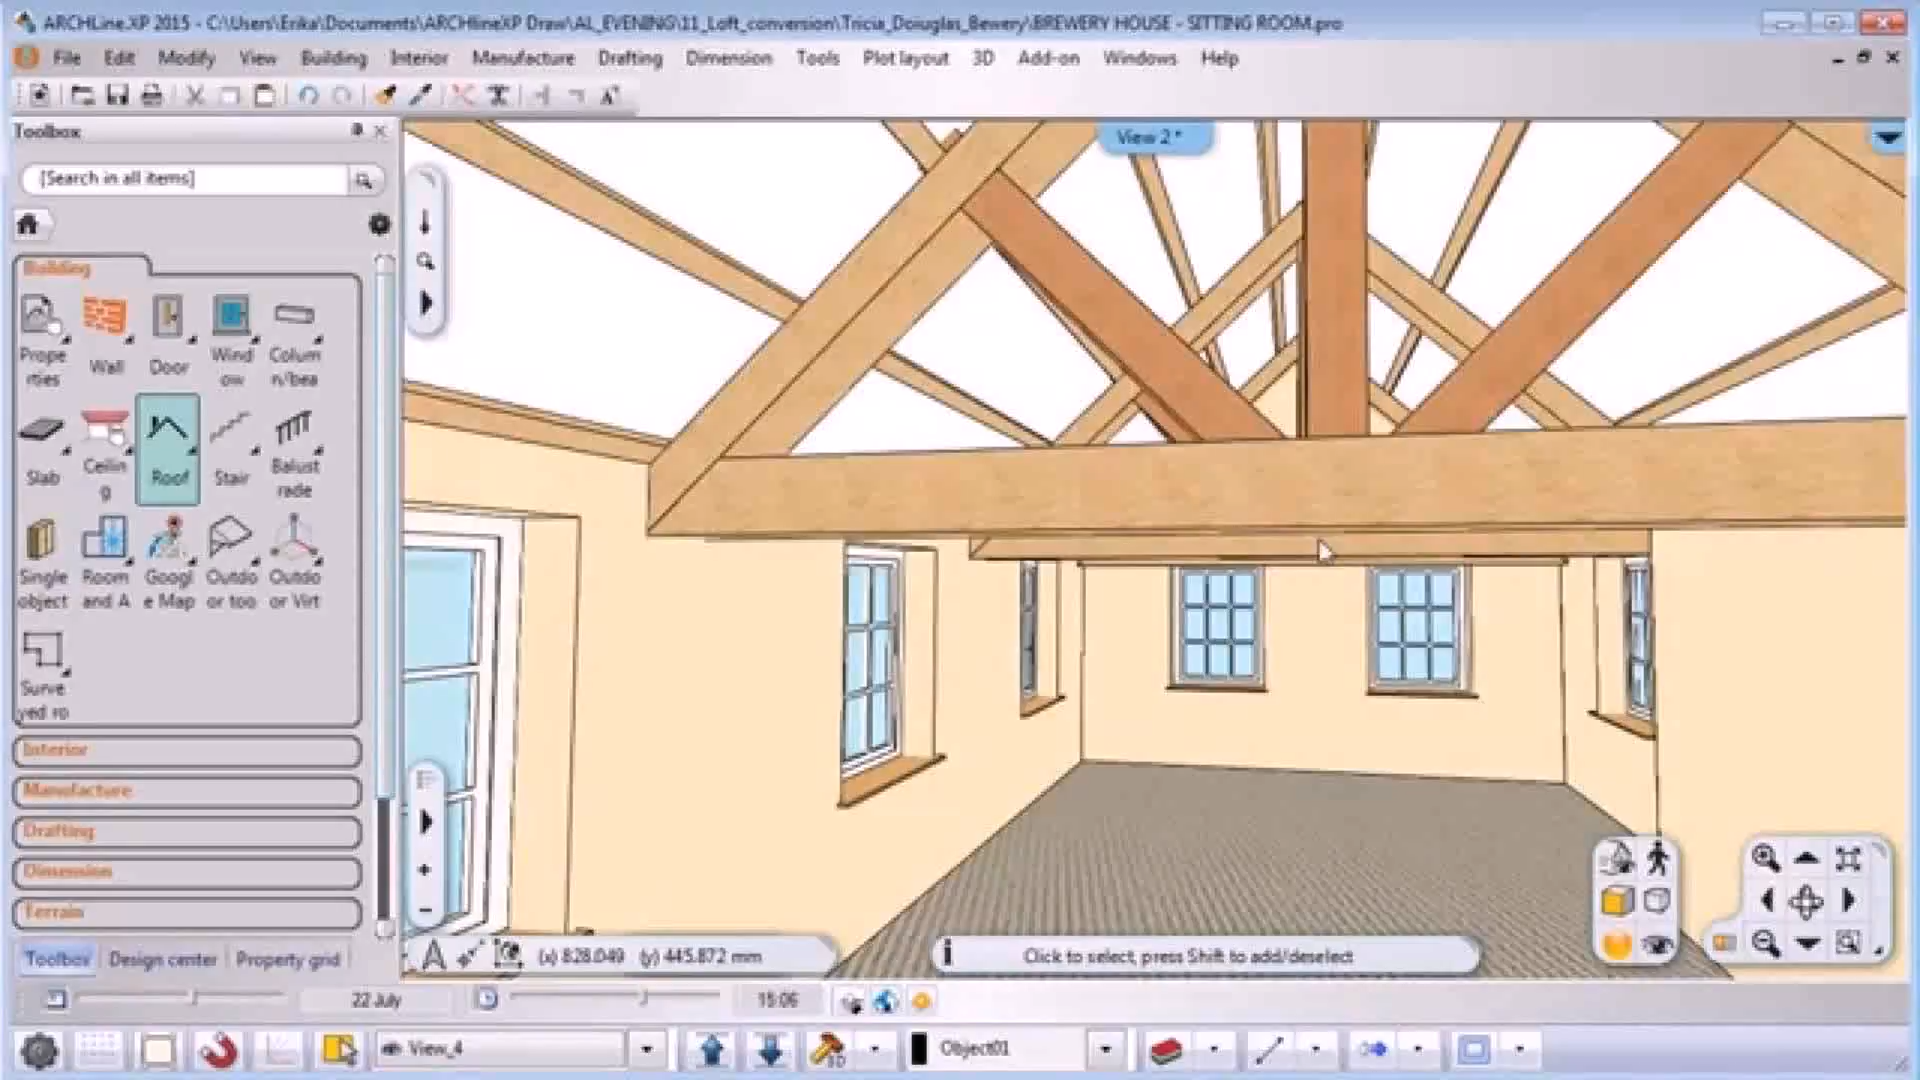 ARCHLine.XP 2015 - C:\Users\Erika\Documents\ARCHlineXP Draw\AL_EVENING\11_Loft_conversion\Tricia_Doiuglas_Bewery\BREWERY HOUSE - SITTING ROOM.pro
File Edit Modify View Building Interior Manufacture Drafting Dimension Tools Plot layout 3D Add-on Windows Help
Toolbox
View 2 *
[Search in all items]
Building
Prope
rties
Wall
Door
Wind
ow
Colum
n/bea
Slab
Ceilin
g
Roof
Stair
Balust
rade
Single
object
Room
and A
Googl
e Map
Outdo
or too
Outdo
or Virt
Surve
yed ro
Interior
Manufacture
Drafting
Dimension
Terrain
Toolbox Design center Property grid
(x) 828.049 (y) 445.872 mm
Click to select, press Shift to add/deselect
22 July
15:06
View_4
3D
Object01